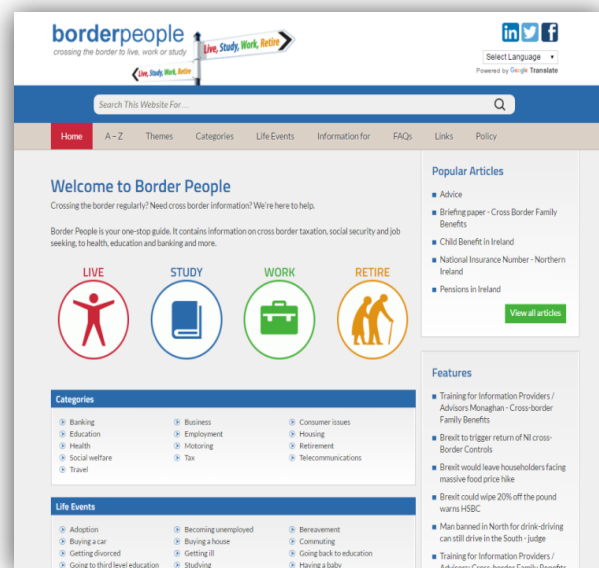 borderpeople
crossing the border to live, work or study
Live, Study, Work, Retire
Live, Study, Work, Retire
in
f
Select Language
Powered by Google Translate
Search This Website For…
Home A – Z Themes Categories Life Events Information for FAQs Links Policy
Welcome to Border People
Crossing the border regularly? Need cross border information? We're here to help.
Border People is your one-stop guide. It contains information on cross border taxation, social security and job
seeking, to health, education and banking and more.
LIVE STUDY WORK RETIRE
Categories
Banking Business Consumer issues
Education Employment Housing
Health Motoring Retirement
Social welfare Tax Telecommunications
Travel
Life Events
Adoption Becoming unemployed Bereavement
Buying a car Buying a house Commuting
Getting divorced Getting ill Going back to education
Going to third level education Studying Having a baby
Popular Articles
Advice
Briefing paper - Cross Border Family
Benefits
Child Benefit in Ireland
National Insurance Number - Northern
Ireland
Pensions in Ireland
View all articles
Features
Training for Information Providers /
Advisors Monaghan - Cross-border
Family Benefits
Brexit to trigger return of NI cross-
Border Controls
Brexit would leave householders facing
massive food price hike
Brexit could wipe 20% off the pound
warns HSBC
Man banned in North for drink-driving
can still drive in the South - judge
Training for Information Providers /
Advisors: Cross-border Family Benefits